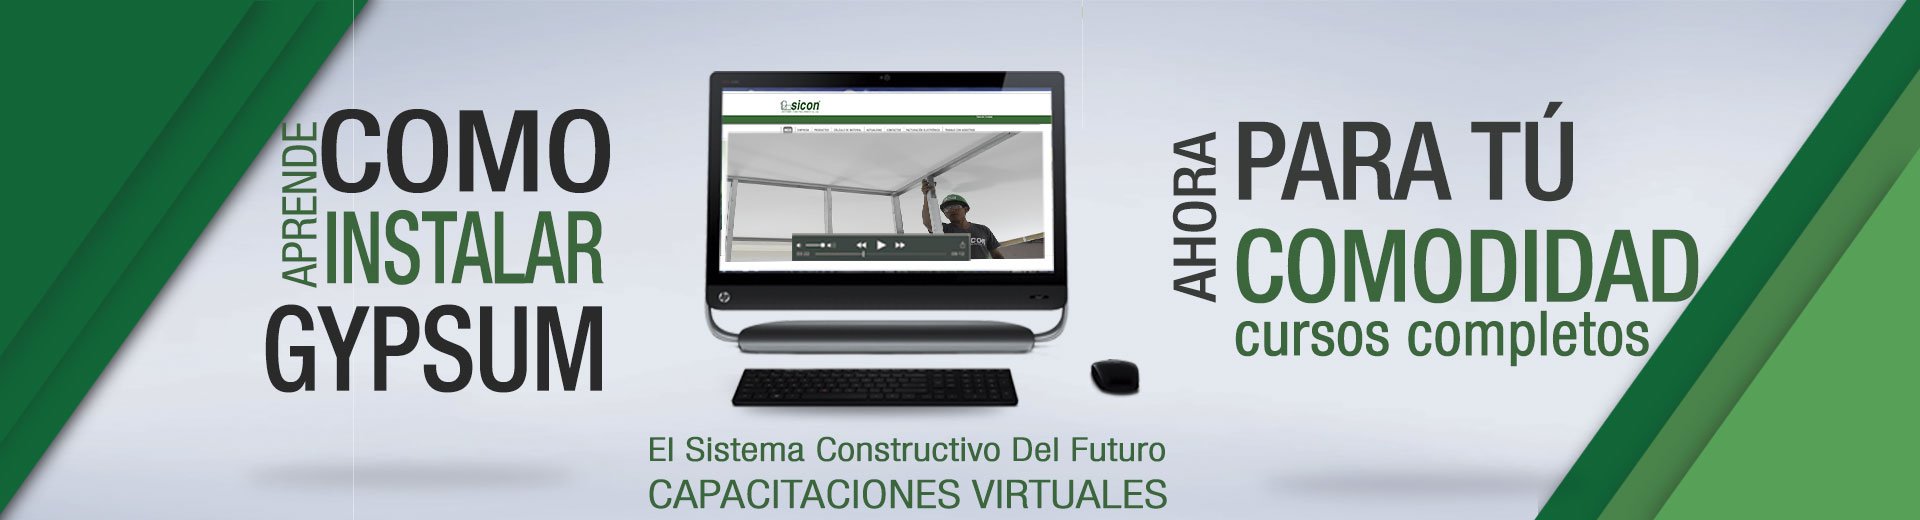 APRENDE
COMO
INSTALAR
GYPSUM
sicon
AHORA
PARA TÚ
COMODIDAD
cursos completos
El Sistema Constructivo Del Futuro
CAPACITACIONES VIRTUALES